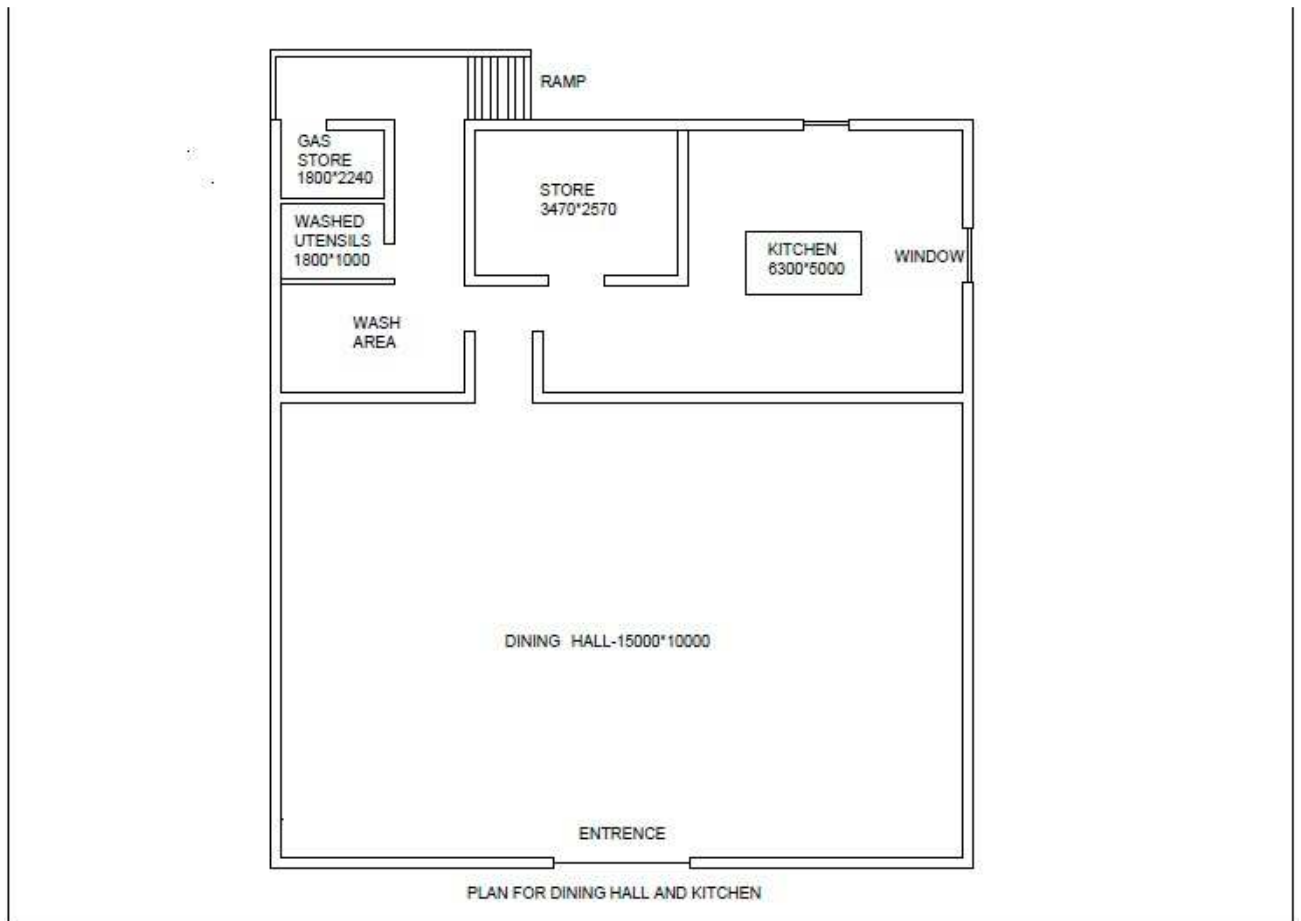 RAMP
GAS
STORE
1800*2240
STORE
3470*2570
WASHED
UTENSILS
1800*1000
KITCHEN
6300*5000
WINDOW
WASH
AREA
DINING HALL-15000*10000
ENTRENCE
PLAN FOR DINING HALL AND KITCHEN